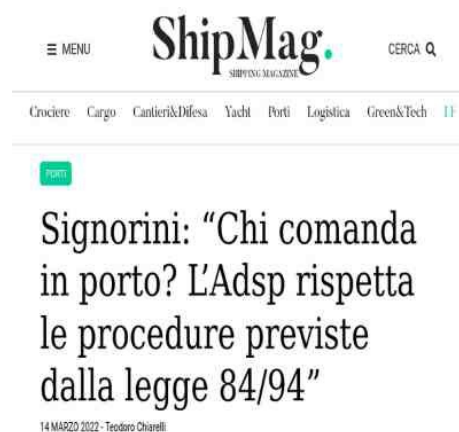 ≡ MENU
ShipMag.
SHIPPING MAGAZINE
CERCA
Crociere Cargo Cantieri&Difesa Yacht Porti Logistica Green&Tech
PORTI
Signorini: “Chi comanda
in porto? L’Adsp rispetta
le procedure previste
dalla legge 84/94”
14 MARZO 2022 - Teodoro Chiarelli